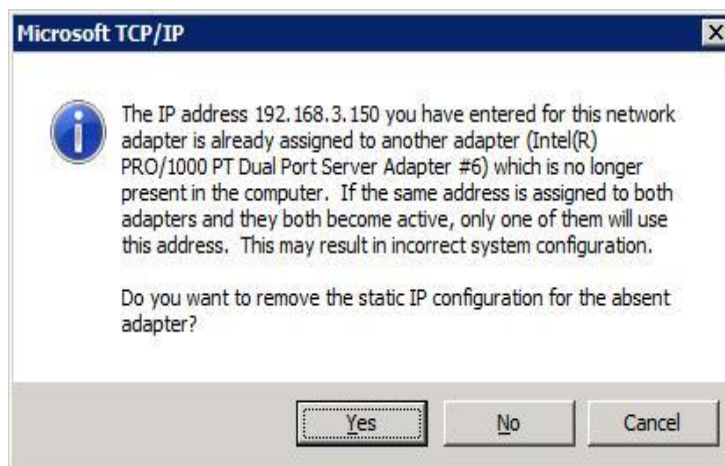 Microsoft TCP/IP
The IP address 192.168.3.150 you have entered for this network
adapter is already assigned to another adapter (Intel(R)
PRO/1000 PT Dual Port Server Adapter #6) which is no longer
present in the computer. If the same address is assigned to both
adapters and they both become active, only one of them will use
this address. This may result in incorrect system configuration.
Do you want to remove the static IP configuration for the absent
adapter?
Yes No Cancel